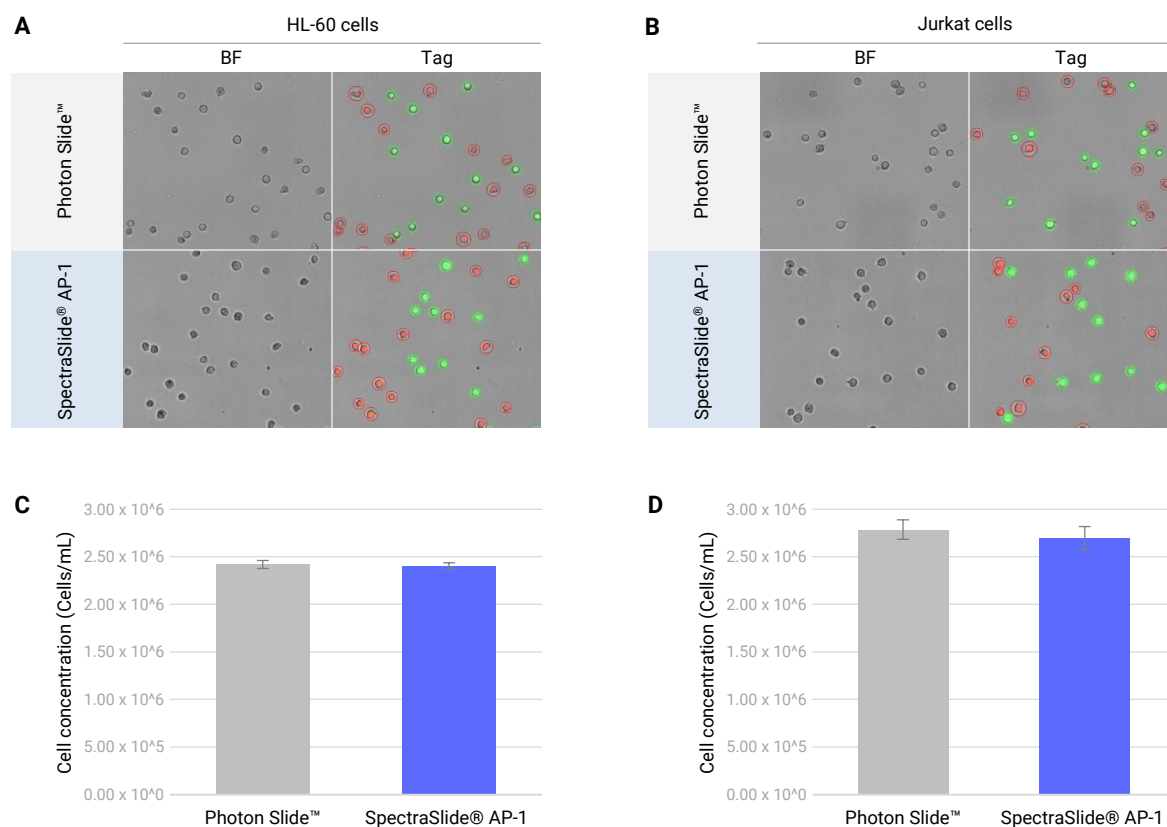 A
HL-60 cells
BF
Tag
Photon Slide™
SpectraSlide® AP-1
B
Jurkat cells
BF
Tag
Photon Slide™
SpectraSlide® AP-1
C
Cell concentration (Cells/mL)
3.00 x 10^6
2.50 x 10^6
2.00 x 10^6
1.50 x 10^6
1.00 x 10^6
5.00 x 10^5
0.00 x 10^0
Photon Slide™
SpectraSlide® AP-1
D
Cell concentration (Cells/mL)
3.00 x 10^6
2.50 x 10^6
2.00 x 10^6
1.50 x 10^6
1.00 x 10^6
5.00 x 10^5
0.00 x 10^0
Photon Slide™
SpectraSlide® AP-1